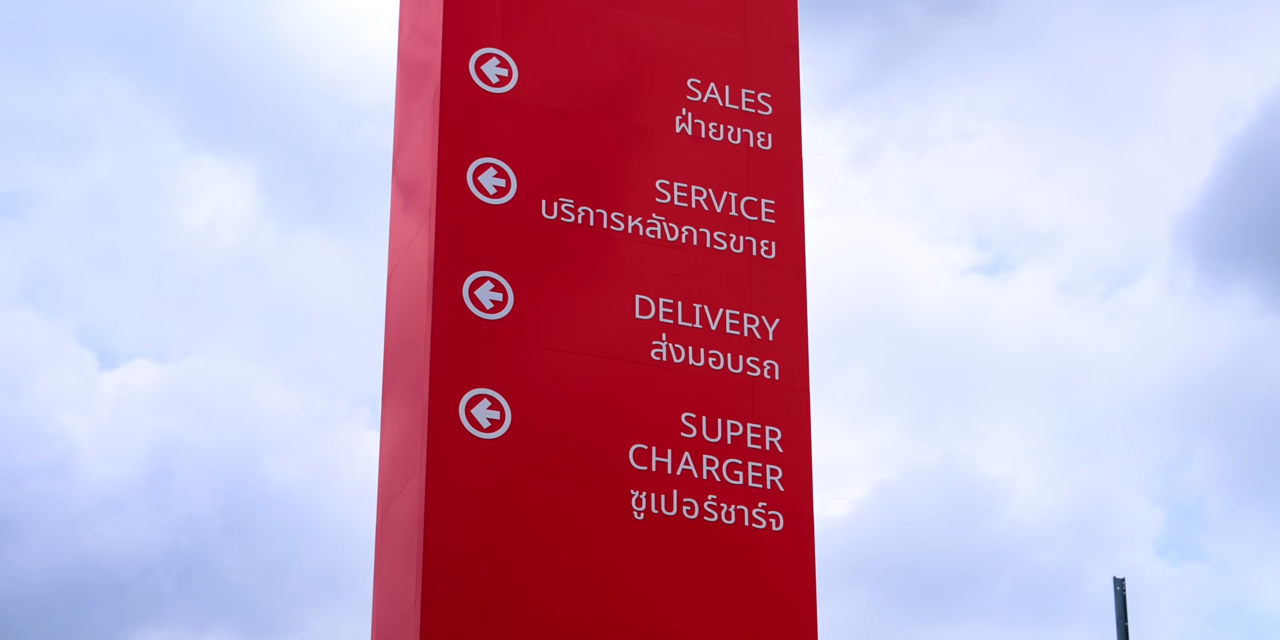 SALES
ฝ่ายขาย
SERVICE
บริการหลังการขาย
DELIVERY
ส่งมอบรถ
SUPER
CHARGER
ซูเปอร์ชาร์จ